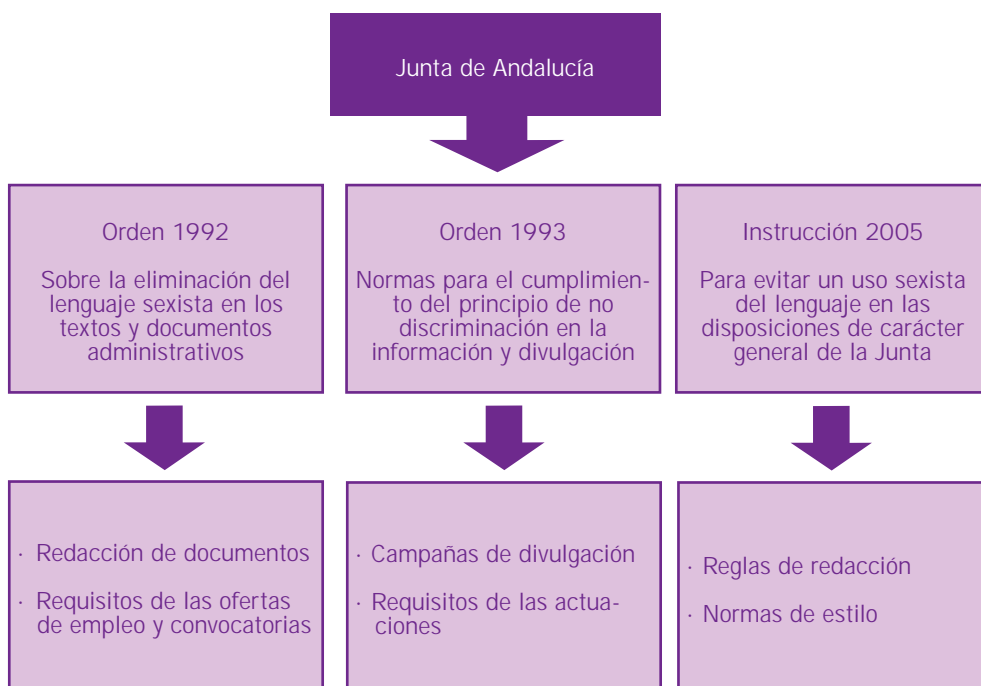 Junta de Andalucía
Orden 1992
Sobre la eliminación del
lenguaje sexista en los
textos y documentos
administrativos
Orden 1993
Normas para el cumplimien-
to del principio de no
discriminación en la
información y divulgación
Instrucción 2005
Para evitar un uso sexista
del lenguaje en las
disposiciones de carácter
general de la Junta
· Redacción de documentos
· Requisitos de las ofertas
de empleo y convocatorias
· Campañas de divulgación
· Requisitos de las actua-
ciones
· Reglas de redacción
· Normas de estilo